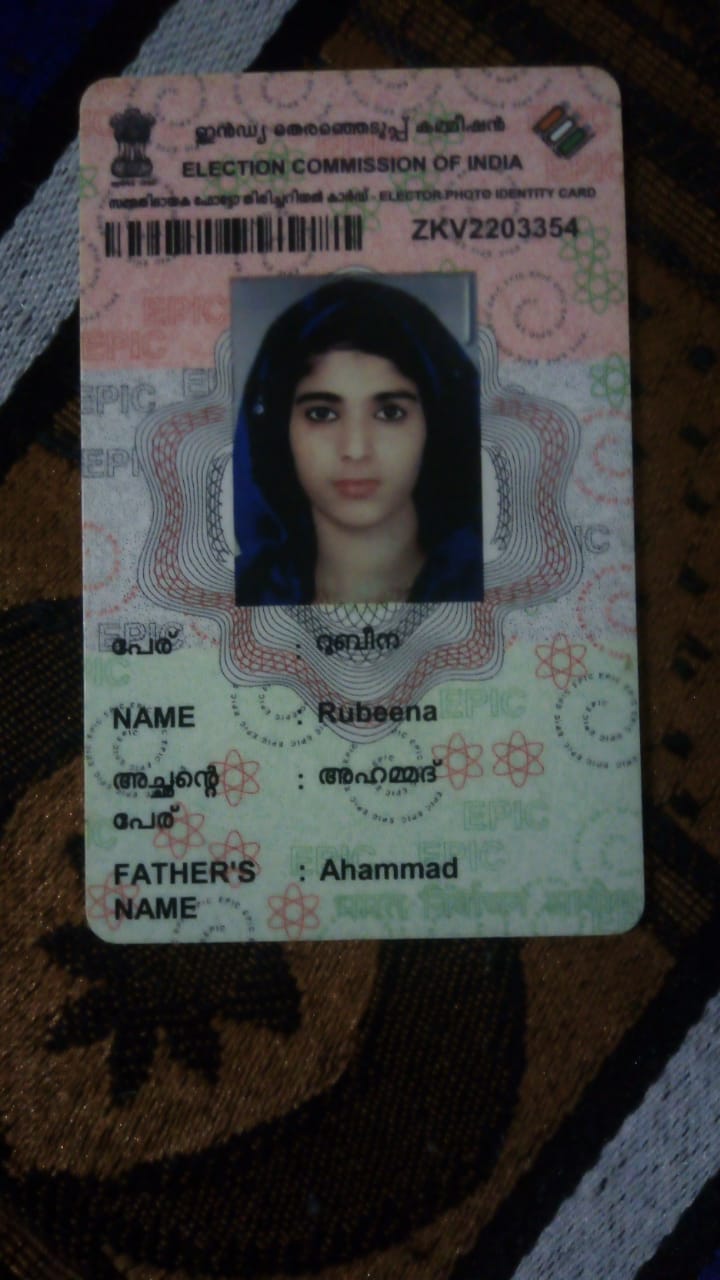 ഇൻഡ്യ തെരഞ്ഞെടുപ്പ് കമ്മീഷൻ
ELECTION COMMISSION OF INDIA
സമ്മതിദായക ഫോട്ടോ തിരിച്ചറിയൽ കാർഡ് - ELECTOR PHOTO IDENTITY CARD
ZKV2203354
പേര് : റുബീന
NAME : Rubeena
അച്ഛന്റെ : അഹമ്മദ്
പേര്
FATHER'S : Ahammad
NAME